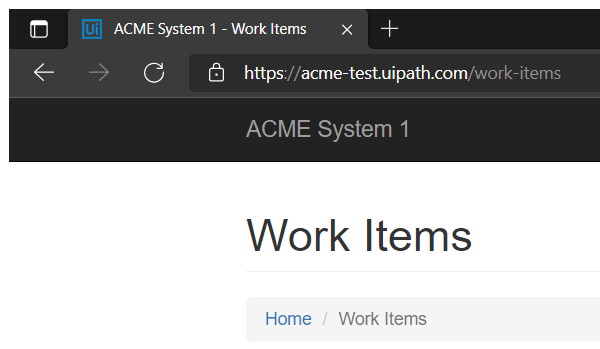 Ui ACME System 1 - Work Items
https://acme-test.uipath.com/work-items
ACME System 1
Work Items
Home / Work Items